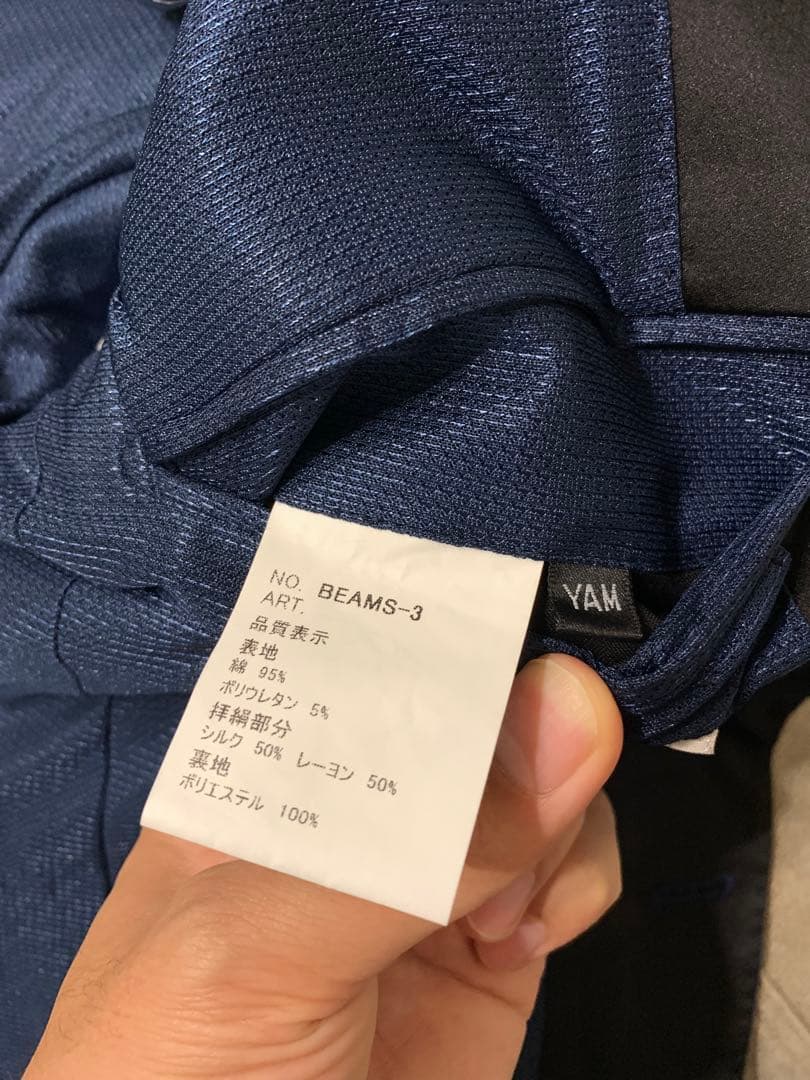 NO. BEAMS-3
ART.
品質表示
表地
綿 95%
ポリウレタン 5%
拝絹部分
シルク 50% レーヨン 50%
裏地
ポリエステル 100%
YAM